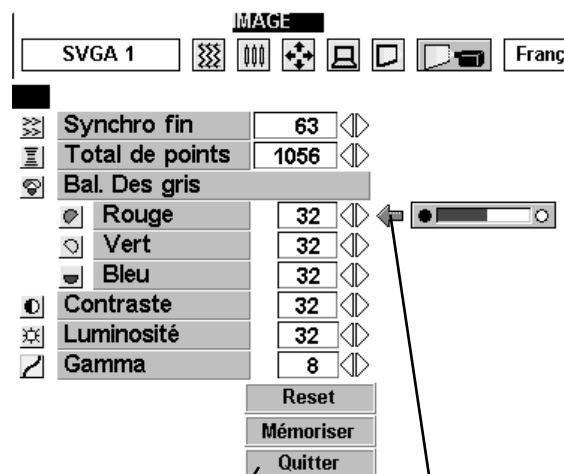 IMAGE
SVGA 1
Franç
Synchro fin 63
Total de points 1056
Bal. Des gris
Rouge 32
Vert 32
Bleu 32
Contraste 32
Luminosité 32
Gamma 8
Reset
Mémoriser
Quitter